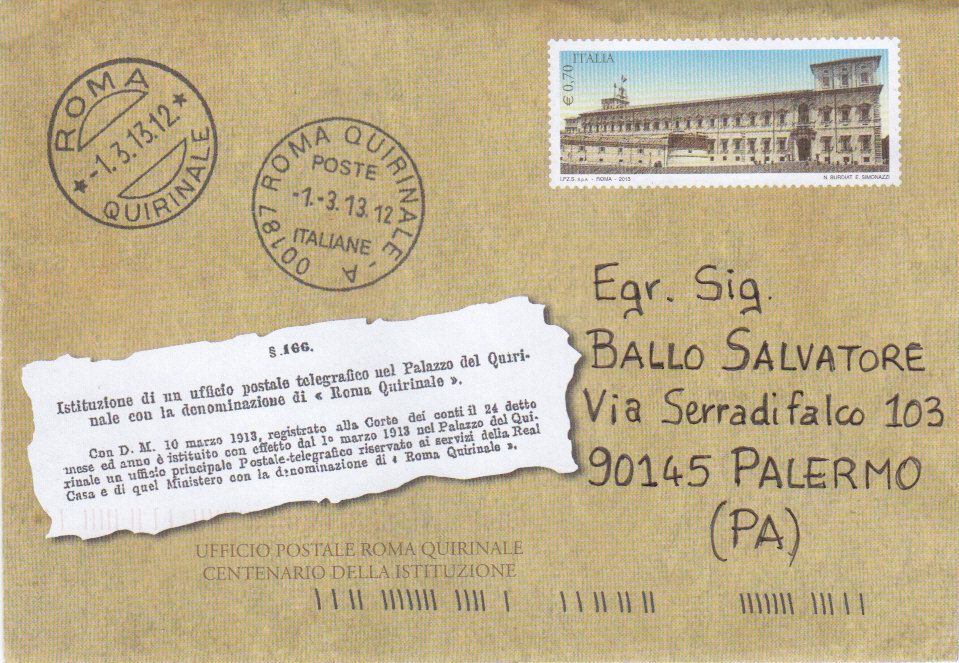 ROMA
-1.3.13.12
QUIRINALE
00187 ROMA QUIRINALE, A
POSTE
-1.-3.13.12
ITALIANE
ITALIA
€ 0,70
I.P.Z.S. S.p.A. - ROMA - 2013
N. BURDIAT E. SIMONAZZI
§ .166.
Istituzione di un ufficio postale telegrafico nel Palazzo del Quiri-
nale con la denominazione di « Roma Quirinale ».
Con D. M. 10 marzo 1913, registrato alla Corte dei conti il 24 detto
mese ed anno è istituito con effetto dal 1º marzo 1913 nel Palazzo del Qui-
rinale un ufficio principale Postale-telegrafico riservato ai servizi della Real
Casa e di quel Ministero con la denominazione di « Roma Quirinale ».
Egr. Sig.
BALLO SALVATORE
Via Serradifalco 103
90145 PALERMO
(PA)
UFFICIO POSTALE ROMA QUIRINALE
CENTENARIO DELLA ISTITUZIONE